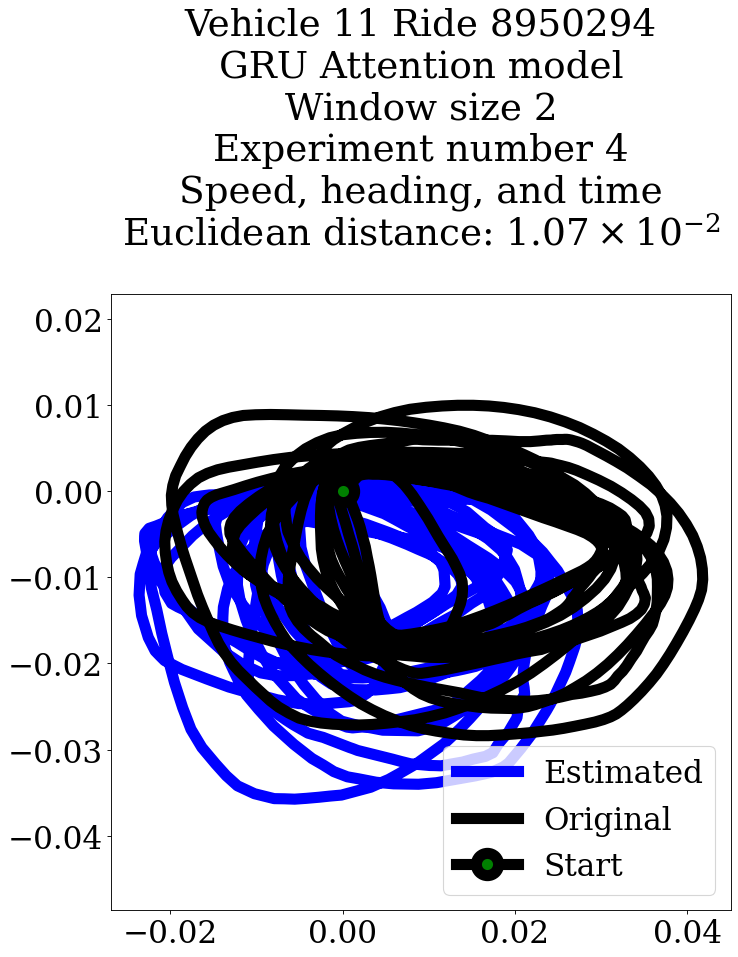 Vehicle 11 Ride 8950294
GRU Attention model
Window size 2
Experiment number 4
Speed, heading, and time
Euclidean distance: 1.07 × 10⁻²
0.02
0.01
0.00
−0.01
−0.02
−0.03
−0.04
Estimated
Original
Start
−0.02 0.00 0.02 0.04